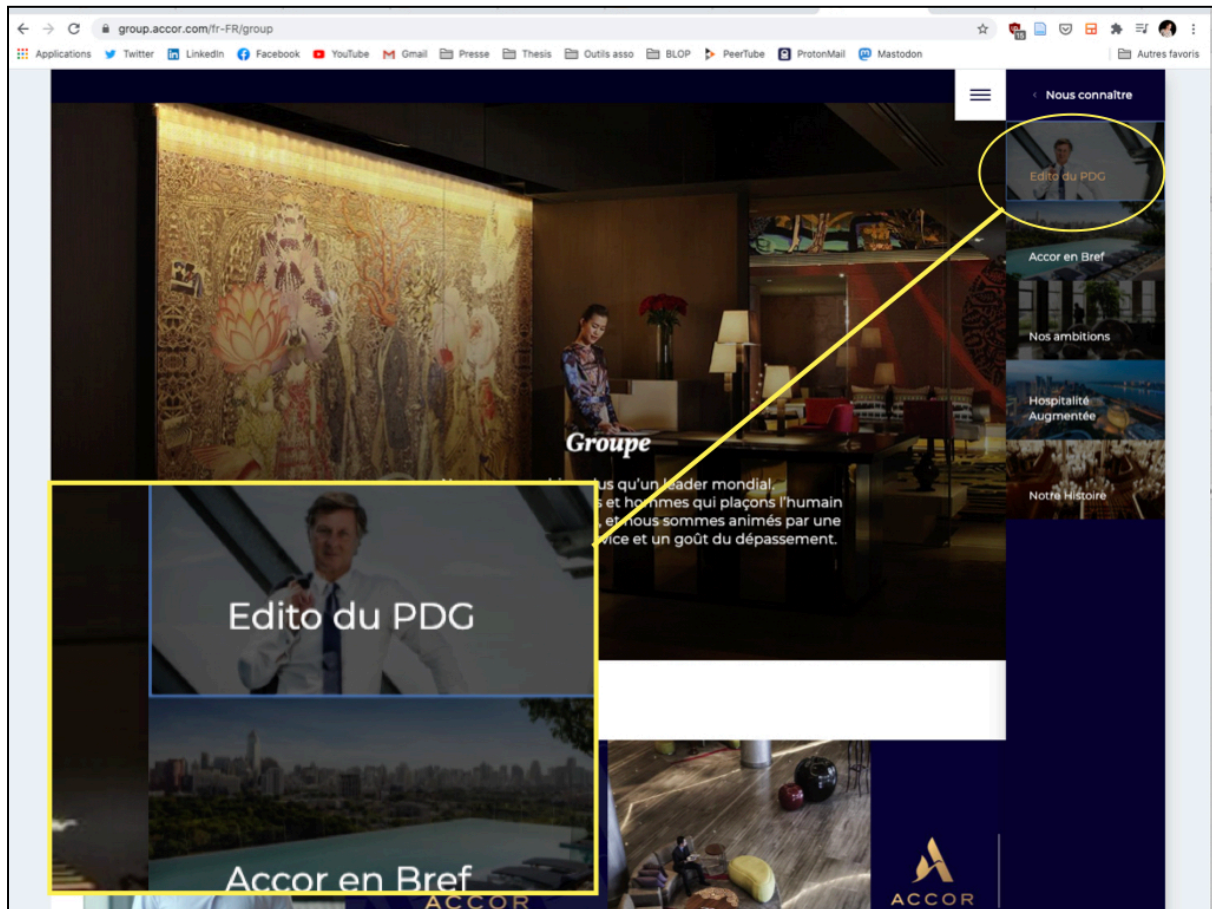 group.accor.com/fr-FR/group
15
Applications
Twitter
LinkedIn
Facebook
YouTube
Gmail
Presse
Thesis
Outils asso
BLOP
PeerTube
ProtonMail
Mastodon
Autres favoris
Nous connaître
Edito du PDG
Accor en Bref
Nos ambitions
Hospitalité
Augmentée
Notre Histoire
Groupe
qu'un leader mondial.
et hommes qui plaçons l'humain
, et nous sommes animés par une
et un goût du dépassement.
Edito du PDG
Accor en Bref
ACCOR
ACCOR